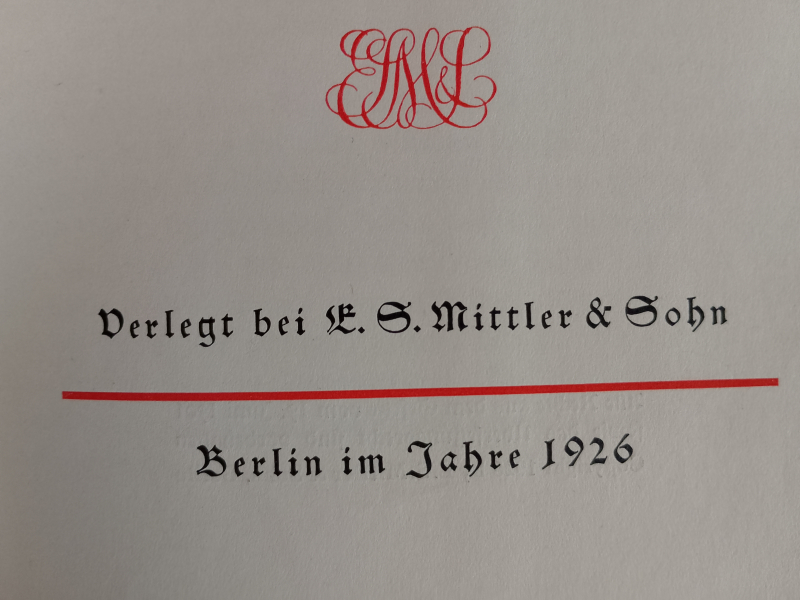 Verlegt bei E. S. Mittler & Sohn
Berlin im Jahre 1926